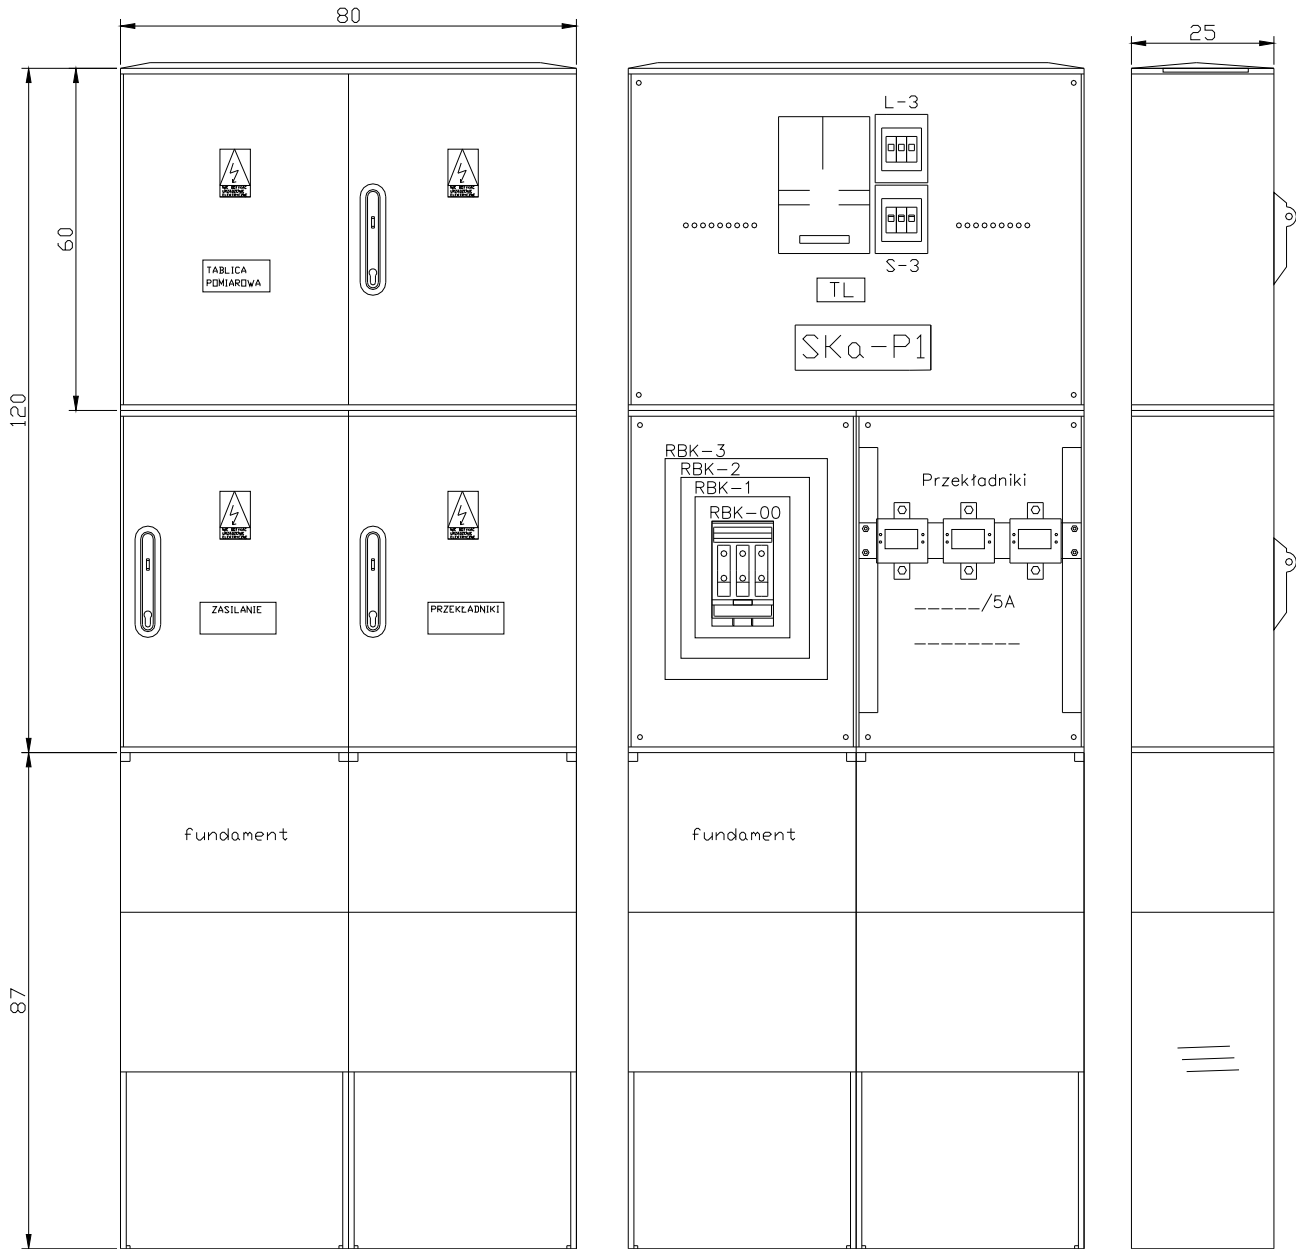 80
25
L-3
60
S-3
TABLICA
POMIAROWA
TL
SKa-P1
120
RBK-3
RBK-2
RBK-1
RBK-00
Przekładniki
ZASILANIE
PRZEKŁADNIKI
_____/5A
________
fundament
fundament
87